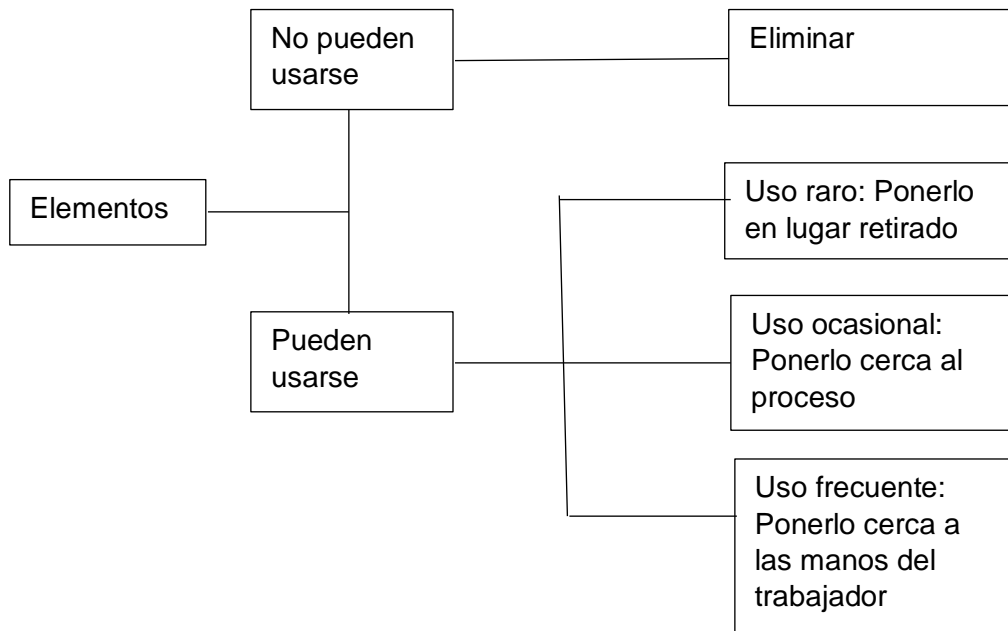 No pueden
usarse
Eliminar
Elementos
Uso raro: Ponerlo
en lugar retirado
Pueden
usarse
Uso ocasional:
Ponerlo cerca al
proceso
Uso frecuente:
Ponerlo cerca a
las manos del
trabajador